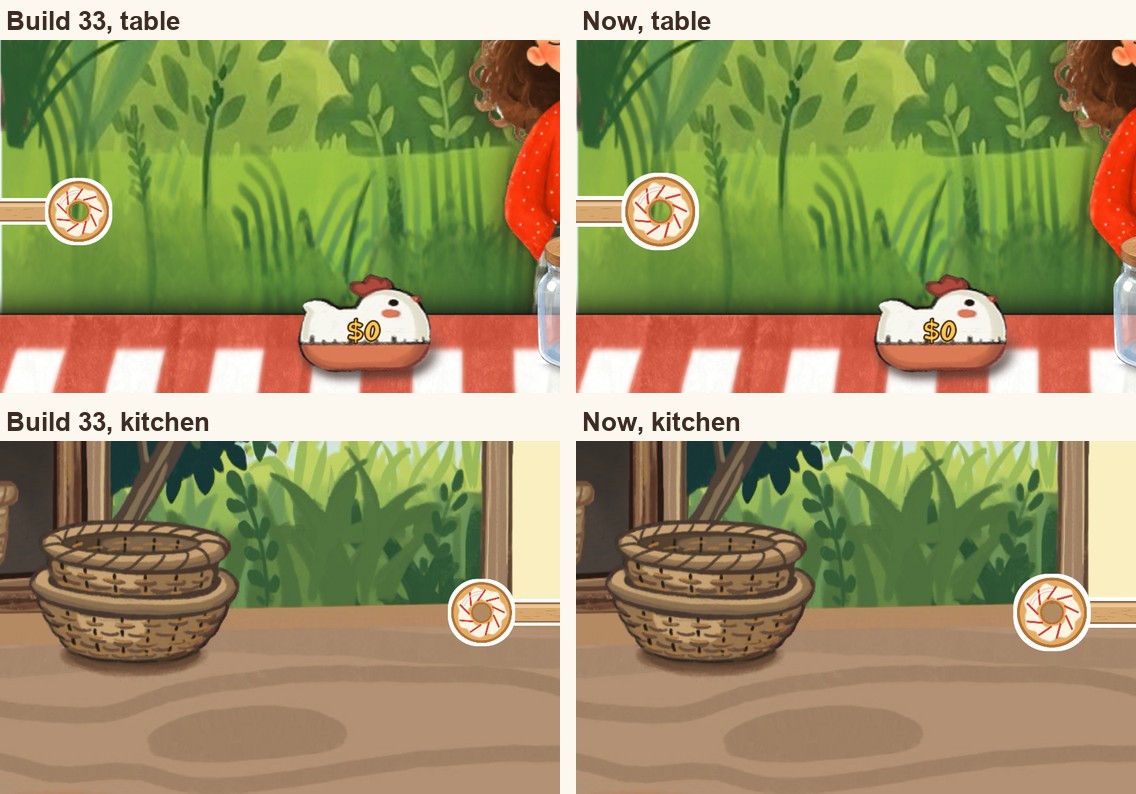 Build 33, table
Now, table
$0
$0
Build 33, kitchen
Now, kitchen